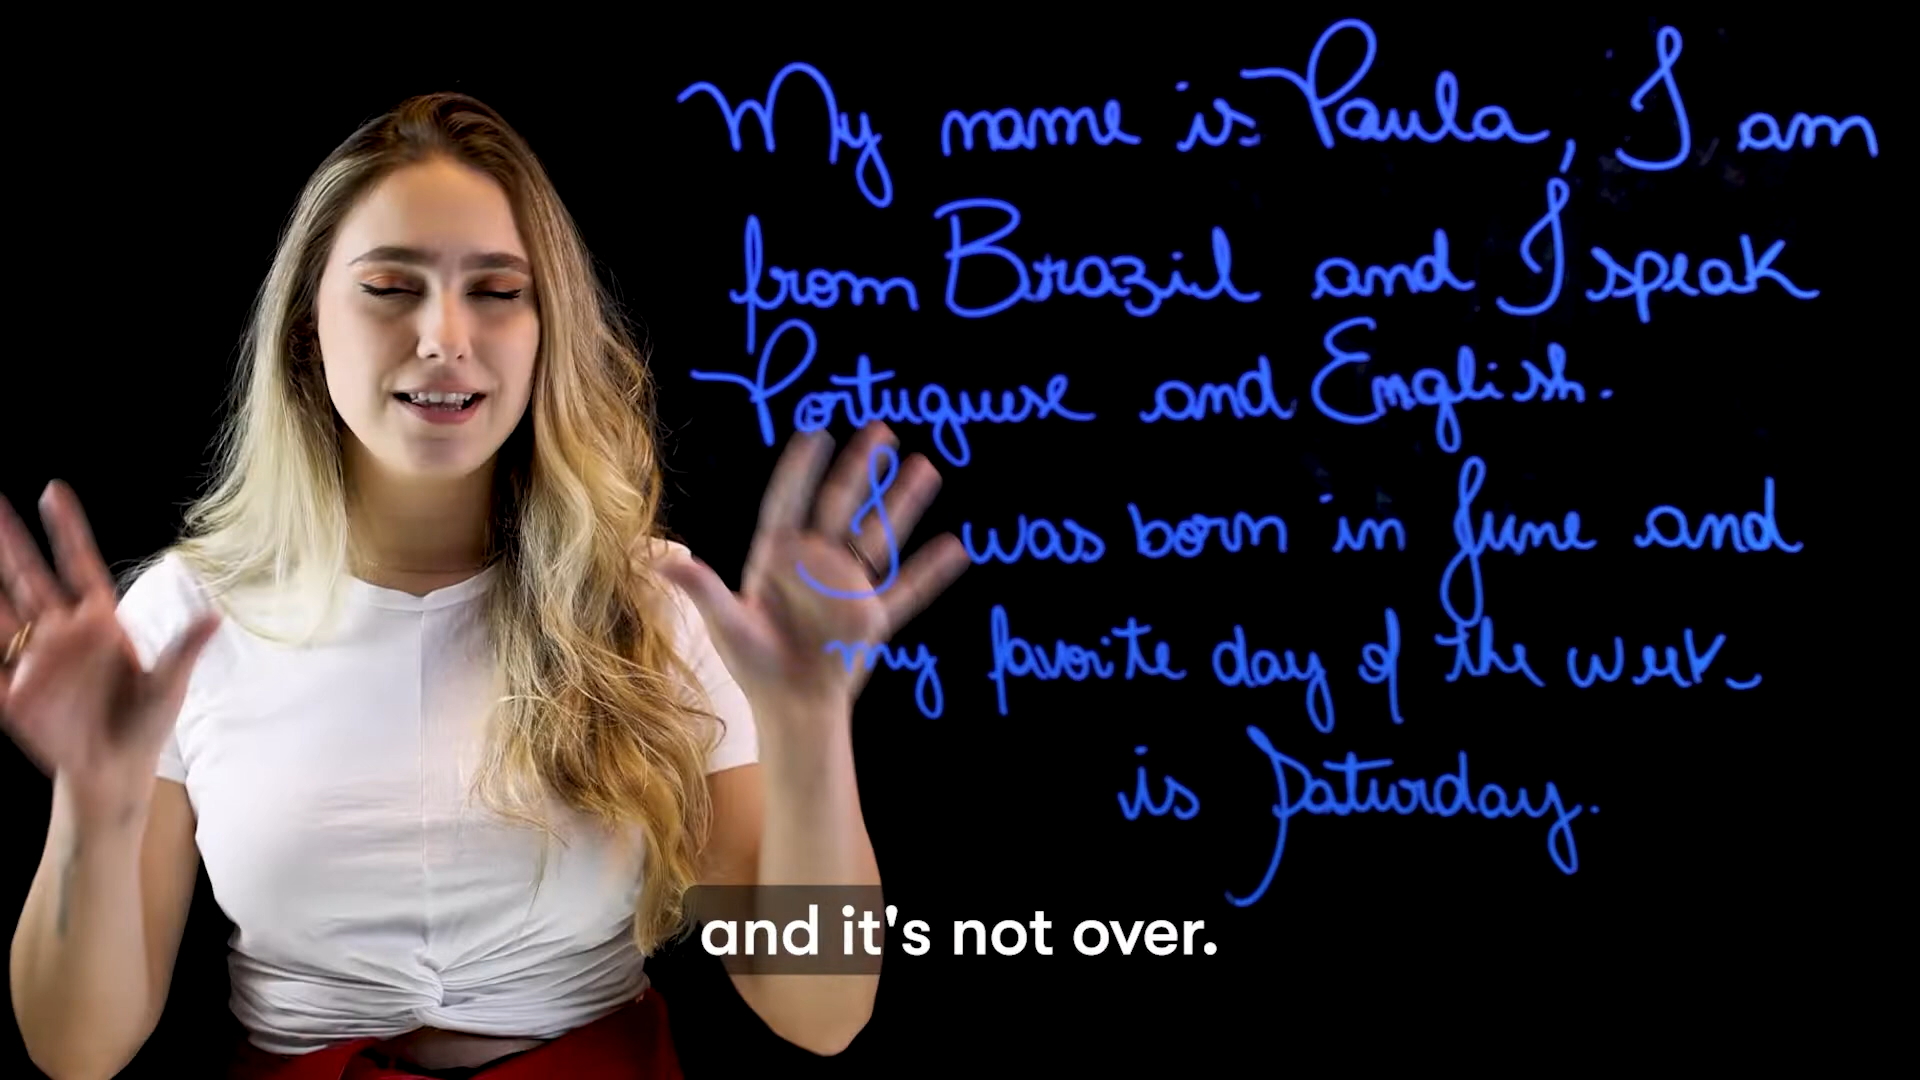 My name is Paula, I am
from Brazil and I speak
Portuguese and English.
I was born in June and
my favorite day of the week
is Saturday.
and it's not over.